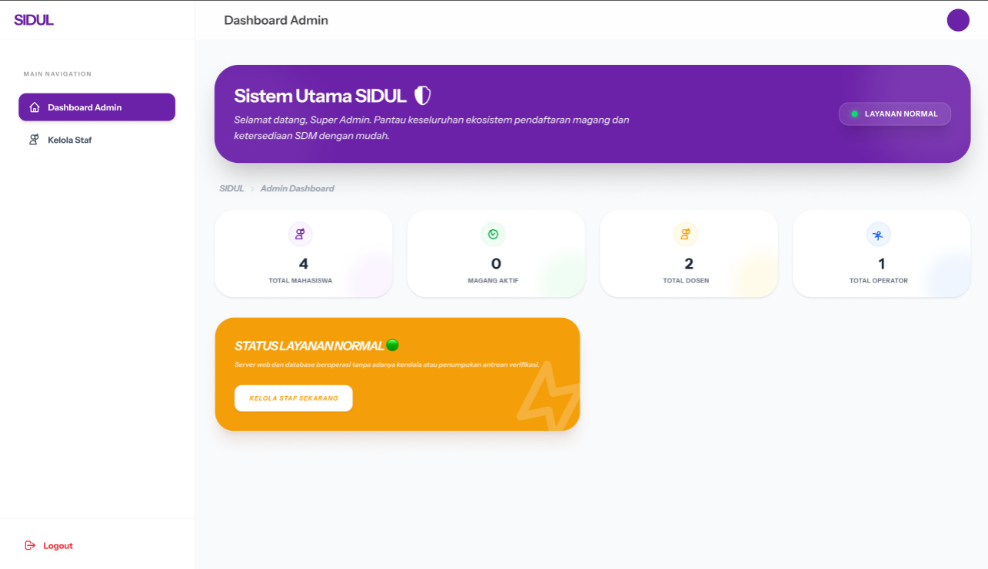 SIDUL
Dashboard Admin
MAIN NAVIGATION
Dashboard Admin
Kelola Staf
Logout
Sistem Utama SIDUL
Selamat datang, Super Admin. Pantau keseluruhan ekosistem pendaftaran magang dan
ketersediaan SDM dengan mudah.
LAYANAN NORMAL
SIDUL > Admin Dashboard
4
TOTAL MAHASISWA
0
MAGANG AKTIF
2
TOTAL DOSEN
1
TOTAL OPERATOR
STATUS LAYANAN NORMAL
Server web dan database beroperasi tanpa adanya kendala atau penumpukan antrean verifikasi.
KELOLA STAF SEKARANG